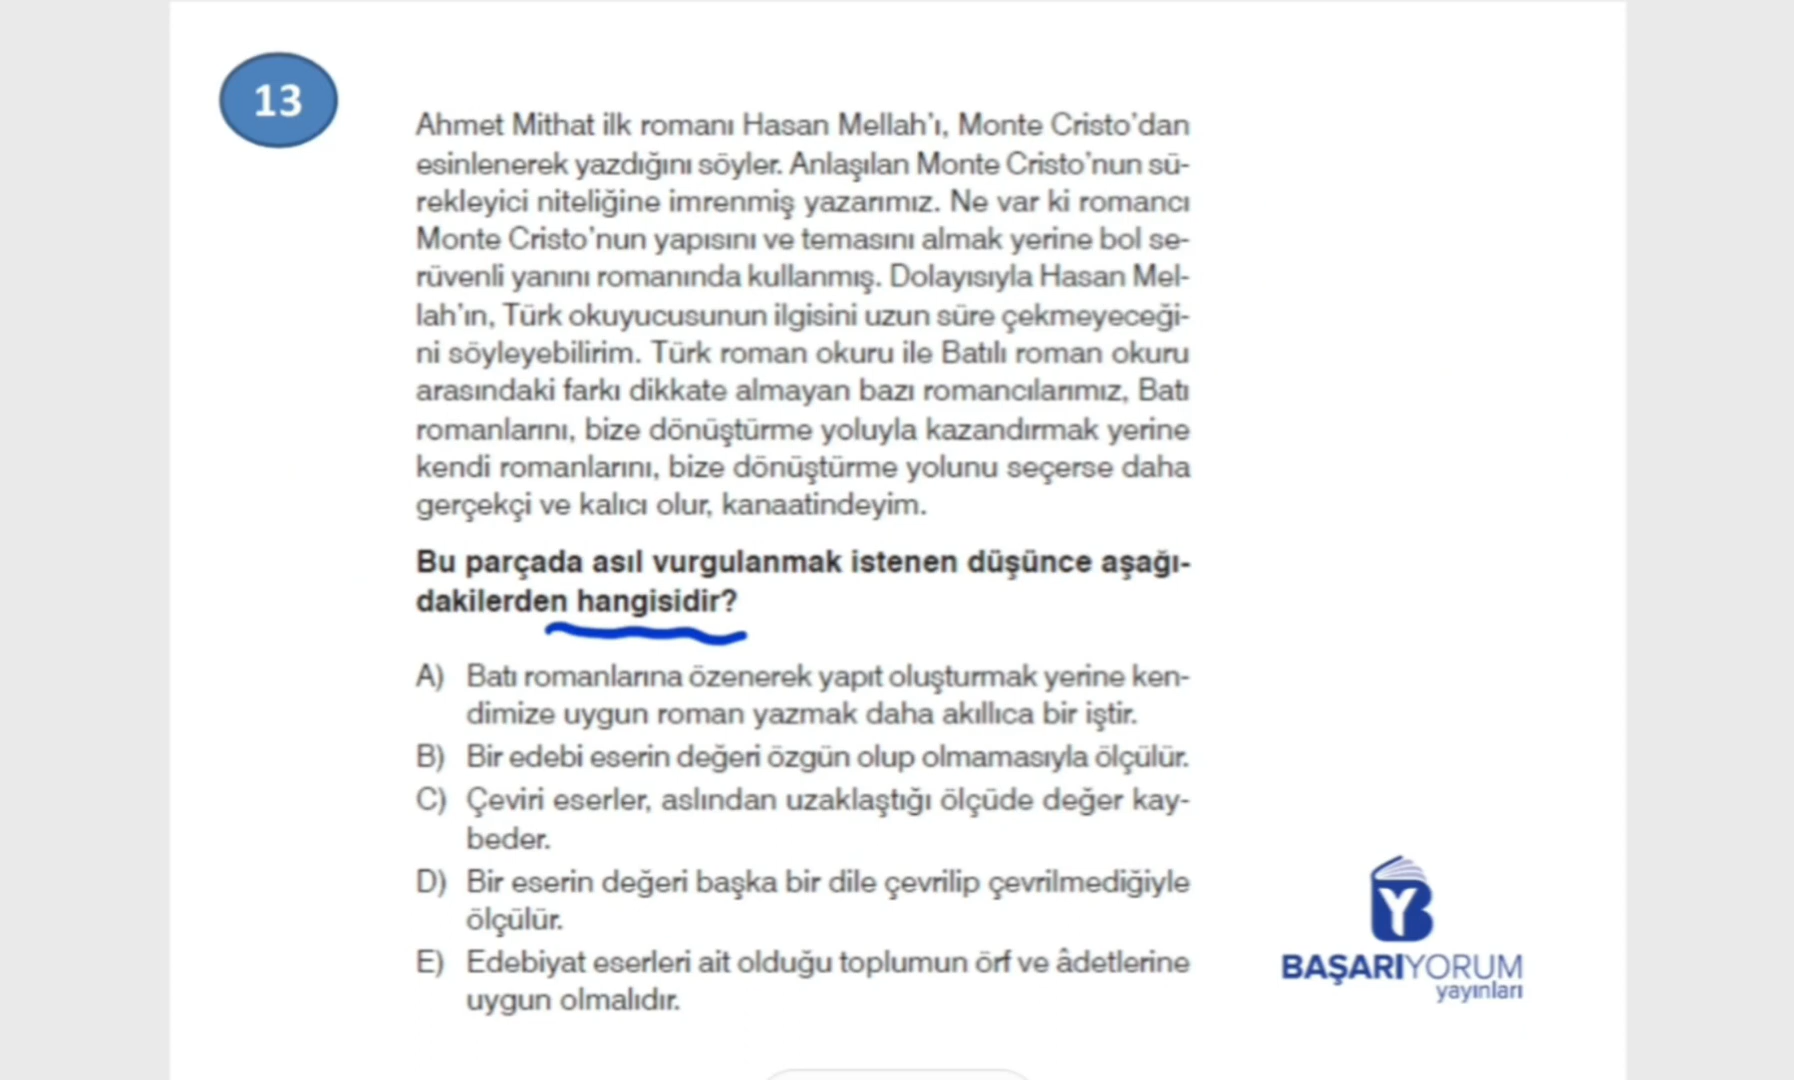 13
Ahmet Mithat ilk romanı Hasan Mellah'ı, Monte Cristo'dan
esinlenerek yazdığını söyler. Anlaşılan Monte Cristo'nun sü-
rekleyici niteliğine imrenmiş yazarımız. Ne var ki romancı
Monte Cristo'nun yapısını ve temasını almak yerine bol se-
rüvenli yanını romanında kullanmış. Dolayısıyla Hasan Mel-
lah'ın, Türk okuyucusunun ilgisini uzun süre çekmeyeceği-
ni söyleyebilirim. Türk roman okuru ile Batılı roman okuru
arasındaki farkı dikkate almayan bazı romancılarımız, Batı
romanlarını, bize dönüştürme yoluyla kazandırmak yerine
kendi romanlarını, bize dönüştürme yolunu seçerse daha
gerçekçi ve kalıcı olur, kanaatindeyim.
Bu parçada asıl vurgulanmak istenen düşünce aşağı-
dakilerden hangisidir?
A) Batı romanlarına özenerek yapıt oluşturmak yerine ken-
dimize uygun roman yazmak daha akıllıca bir iştir.
B) Bir edebi eserin değeri özgün olup olmamasıyla ölçülür.
C) Çeviri eserler, aslından uzaklaştığı ölçüde değer kay-
beder.
D) Bir eserin değeri başka bir dile çevrilip çevrilmediğiyle
ölçülür.
E) Edebiyat eserleri ait olduğu toplumun örf ve âdetlerine
uygun olmalıdır.
BAŞARIYORUM
yayınları